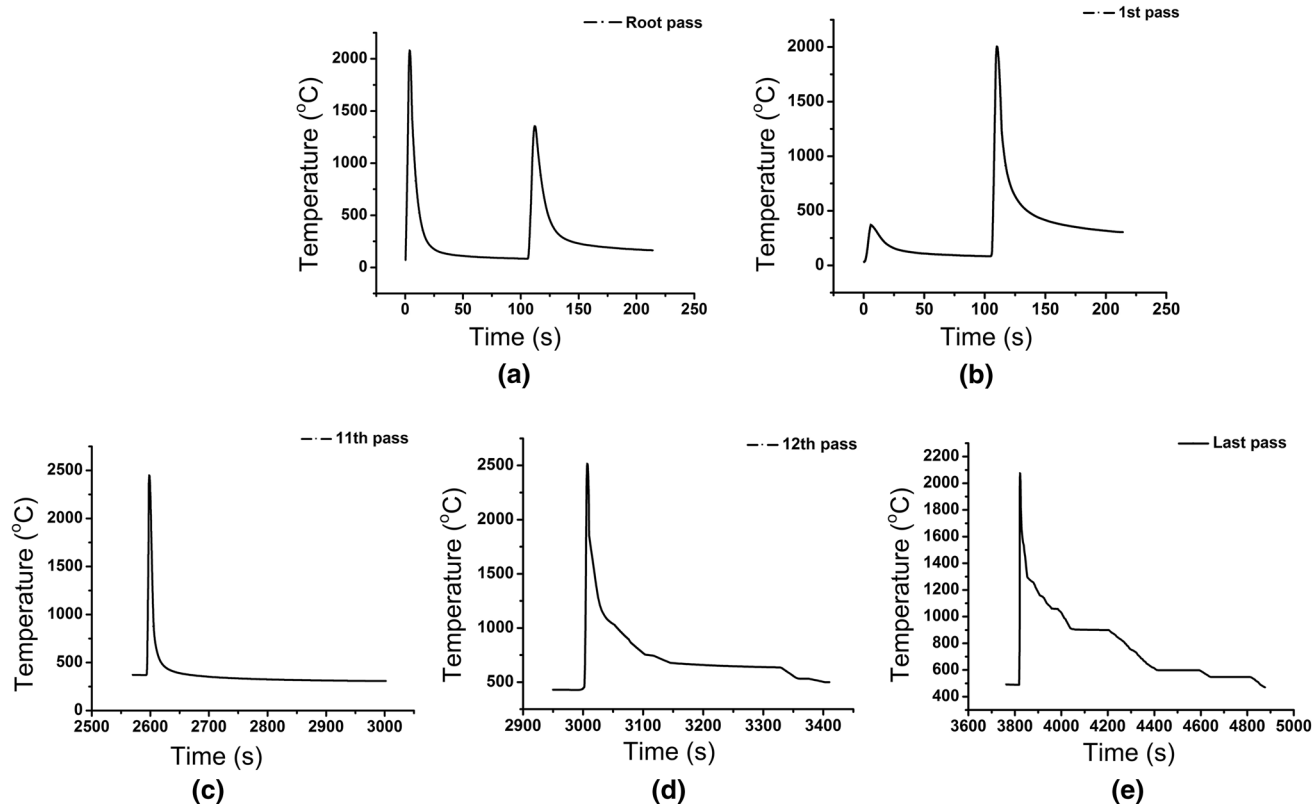 Root pass
Temperature (°C)
2000
1500
1000
500
0
0 50 100 150 200 250
Time (s)
(a)
1st pass
Temperature (°C)
2000
1500
1000
500
0
0 50 100 150 200 250
Time (s)
(b)
11th pass
Temperature (°C)
2500
2000
1500
1000
500
0
2500 2600 2700 2800 2900 3000
Time (s)
(c)
12th pass
Temperature (°C)
2500
2000
1500
1000
500
2900 3000 3100 3200 3300 3400
Time (s)
(d)
Last pass
Temperature (°C)
2200
2000
1800
1600
1400
1200
1000
800
600
400
3600 3800 4000 4200 4400 4600 4800 5000
Time (s)
(e)